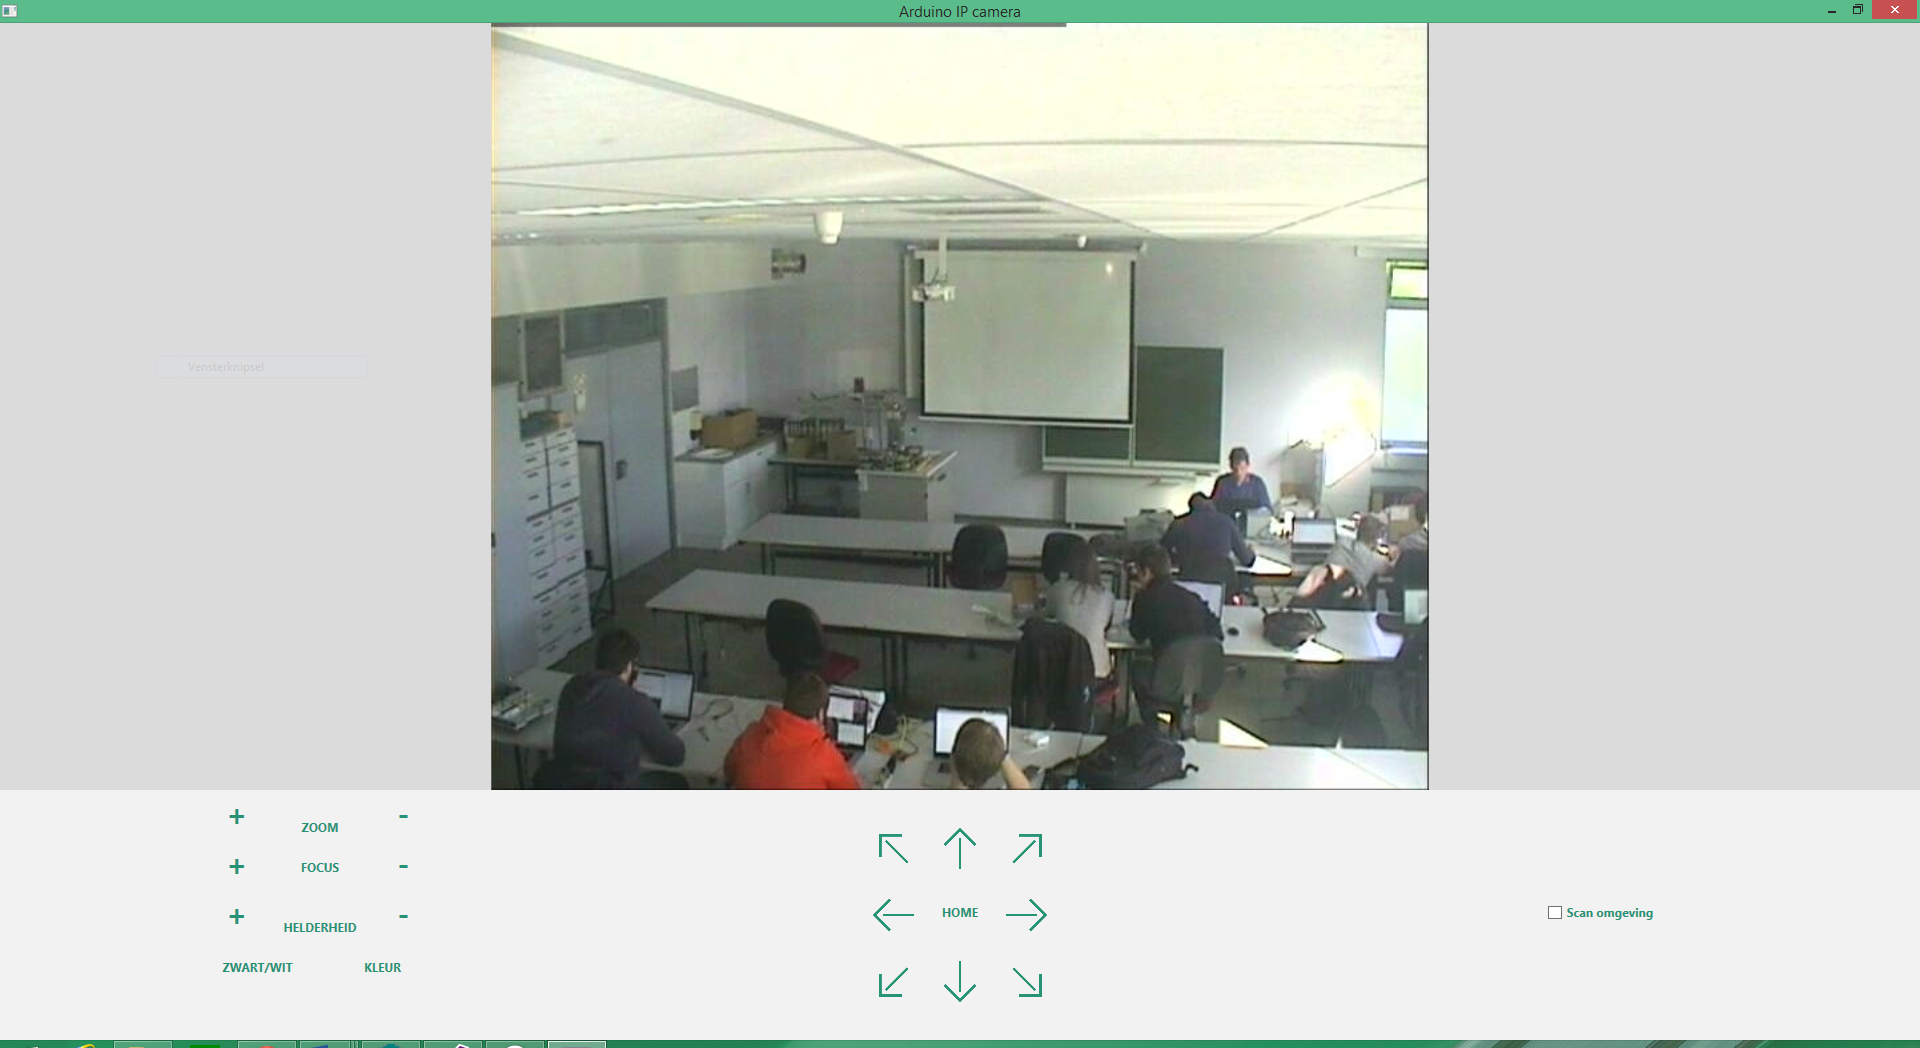 Arduino IP camera
Vensterknipsel
+ ZOOM -
+ FOCUS -
+ HELDERHEID -
ZWART/WIT KLEUR
HOME
Scan omgeving